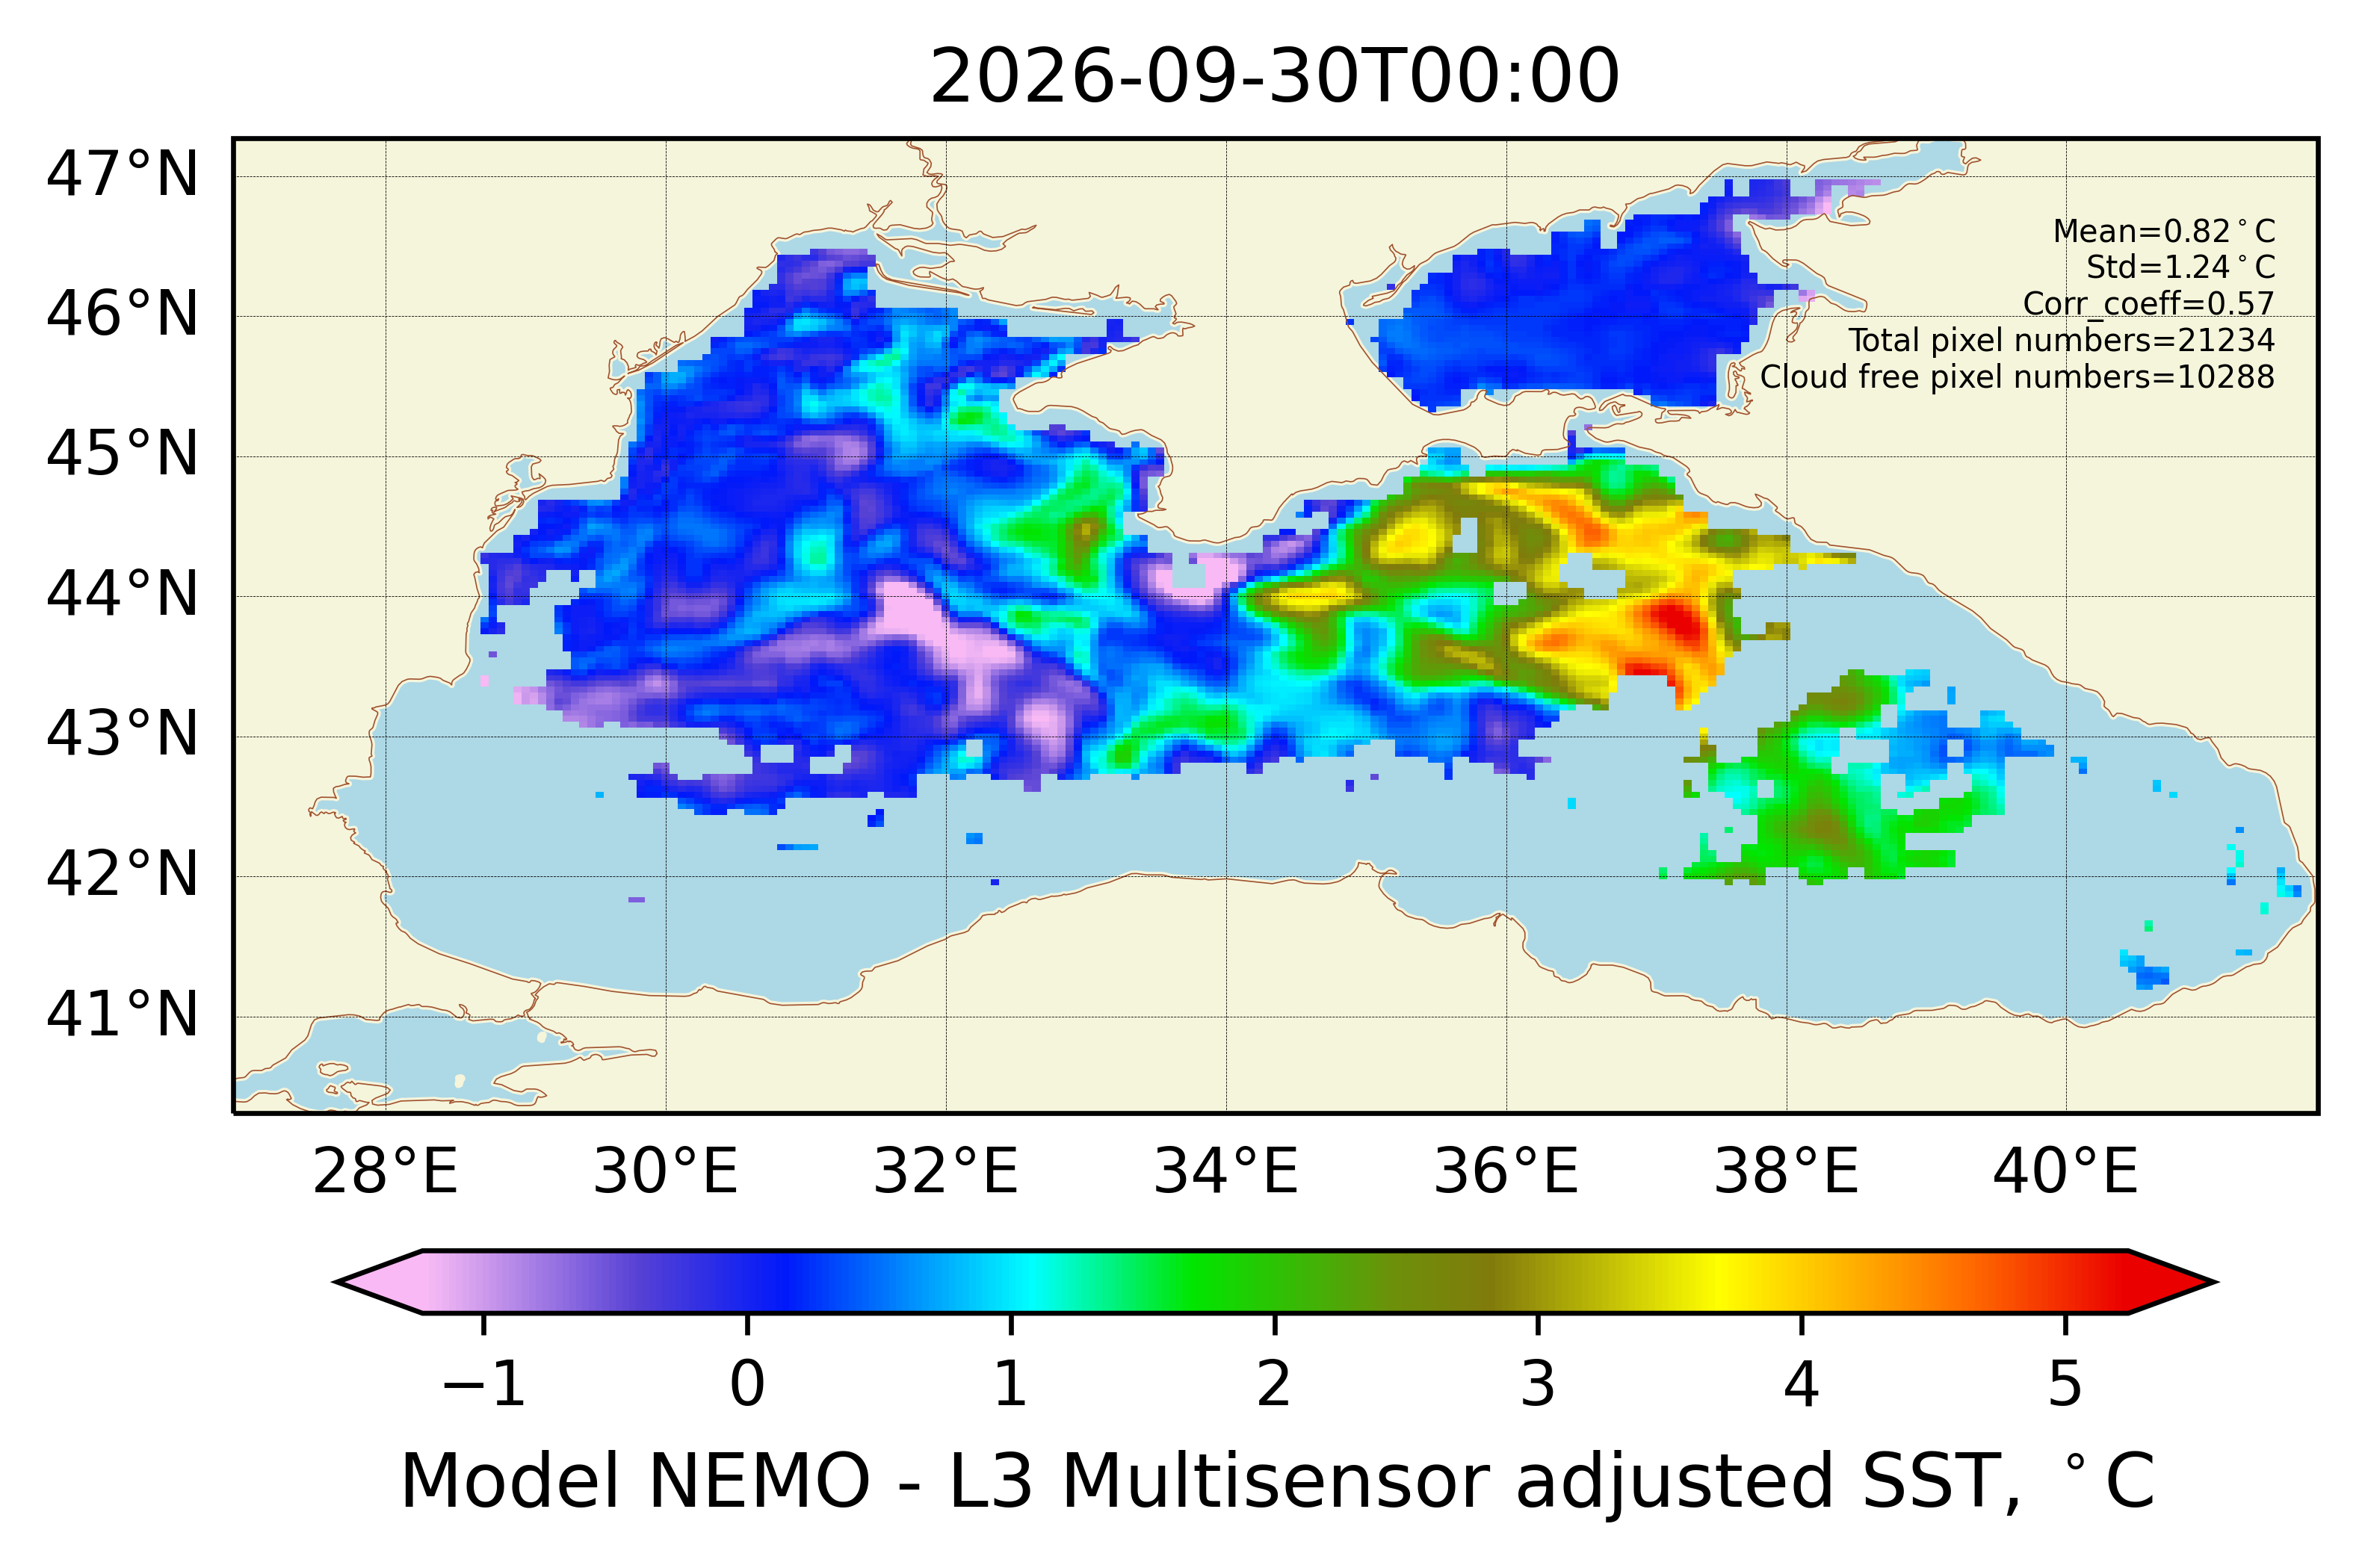 2026-09-30T00:00
47°N
46°N
45°N
44°N
43°N
42°N
41°N
Mean=0.82°C
Std=1.24°C
Corr_coeff=0.57
Total pixel numbers=21234
Cloud free pixel numbers=10288
28°E 30°E 32°E 34°E 36°E 38°E 40°E
−1 0 1 2 3 4 5
Model NEMO - L3 Multisensor adjusted SST, °C